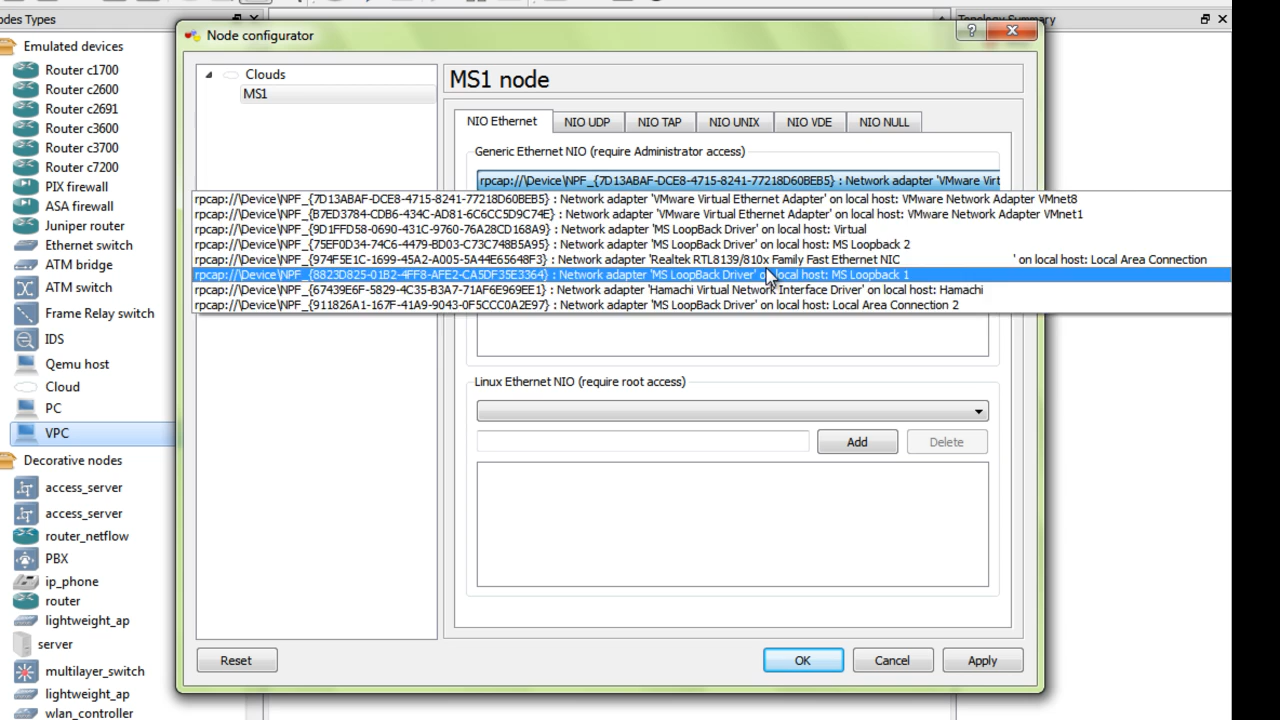 odes Types
Emulated devices
Router c1700
Router c2600
Router c2691
Router c3600
Router c3700
Router c7200
PIX firewall
ASA firewall
Juniper router
Ethernet switch
ATM bridge
ATM switch
Frame Relay switch
IDS
Qemu host
Cloud
PC
VPC
Decorative nodes
access_server
access_server
router_netflow
PBX
ip_phone
router
lightweight_ap
server
multilayer_switch
lightweight_ap
wlan_controller
Node configurator
Clouds
MS1
MS1 node
NIO Ethernet NIO UDP NIO TAP NIO UNIX NIO VDE NIO NULL
Generic Ethernet NIO (require Administrator access)
rpcap://\Device\NPF_{7D13ABAF-DCE8-4715-8241-77218D60BEB5} : Network adapter 'VMware Virt
rpcap://\Device\NPF_{7D13ABAF-DCE8-4715-8241-77218D60BEB5} : Network adapter 'VMware Virtual Ethernet Adapter' on local host: VMware Network Adapter VMnet8
rpcap://\Device\NPF_{B7ED3784-CDB6-434C-AD81-6C6CC5D9C74E} : Network adapter 'VMware Virtual Ethernet Adapter' on local host: VMware Network Adapter VMnet1
rpcap://\Device\NPF_{9D1FFD58-0690-431C-9760-76A28CD168A9} : Network adapter 'MS LoopBack Driver' on local host: Virtual
rpcap://\Device\NPF_{75EF0D34-74C6-4479-BD03-C73C748B5A95} : Network adapter 'MS LoopBack Driver' on local host: MS Loopback 2
rpcap://\Device\NPF_{974F5E1C-1699-45A2-A005-5A44E65648F3} : Network adapter 'Realtek RTL8139/810x Family Fast Ethernet NIC ' on local host: Local Area Connection
rpcap://\Device\NPF_{8823D825-01B2-4FF8-AFE2-CA5DF35E3364} : Network adapter 'MS LoopBack Driver' on local host: MS Loopback 1
rpcap://\Device\NPF_{67439E6F-5829-4C35-B3A7-71AF6E969EE1} : Network adapter 'Hamachi Virtual Network Interface Driver' on local host: Hamachi
rpcap://\Device\NPF_{911826A1-167F-41A9-9043-0F5CCC0A2E97} : Network adapter 'MS LoopBack Driver' on local host: Local Area Connection 2
Linux Ethernet NIO (require root access)
Add Delete
Reset OK Cancel Apply
Topology Summary